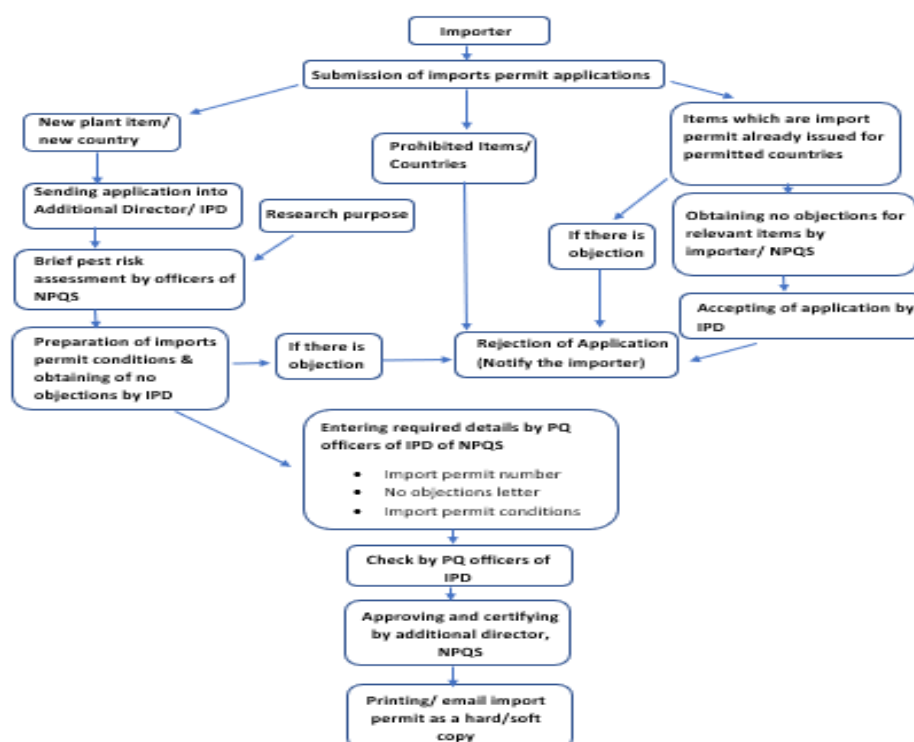 Importer
Submission of imports permit applications
New plant item/
new country
Prohibited Items/
Countries
Items which are import
permit already issued for
permitted countries
Sending application into
Additional Director/ IPD
Research purpose
If there is
objection
Obtaining no objections for
relevant items by
importer/ NPQS
Brief pest risk
assessment by officers of
NPQS
Accepting of application by
IPD
Preparation of imports
permit conditions &
obtaining of no
objections by IPD
If there is
objection
Rejection of Application
(Notify the importer)
Entering required details by PQ
officers of IPD of NPQS
• Import permit number
• No objections letter
• Import permit conditions
Check by PQ officers of
IPD
Approving and certifying
by additional director,
NPQS
Printing/ email import
permit as a hard/soft
copy